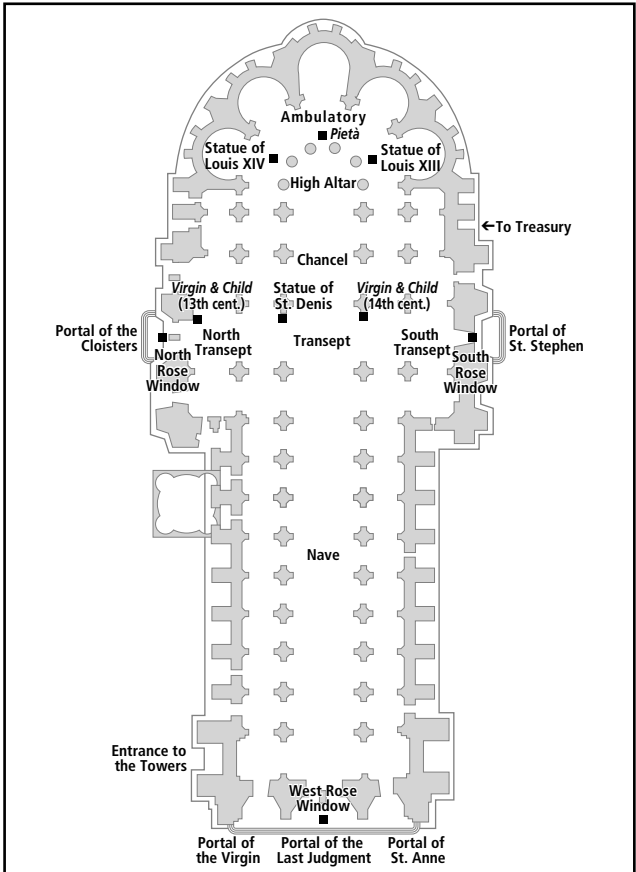 Ambulatory
Pietà
Statue of
Louis XIV
Statue of
Louis XIII
High Altar
←To Treasury
Chancel
Virgin & Child
(13th cent.)
Statue of
St. Denis
Virgin & Child
(14th cent.)
Portal of the
Cloisters
North
Transept
Transept
South
Transept
Portal of
St. Stephen
North
Rose
Window
South
Rose
Window
Nave
Entrance to
the Towers
West Rose
Window
Portal of
the Virgin
Portal of the
Last Judgment
Portal of
St. Anne